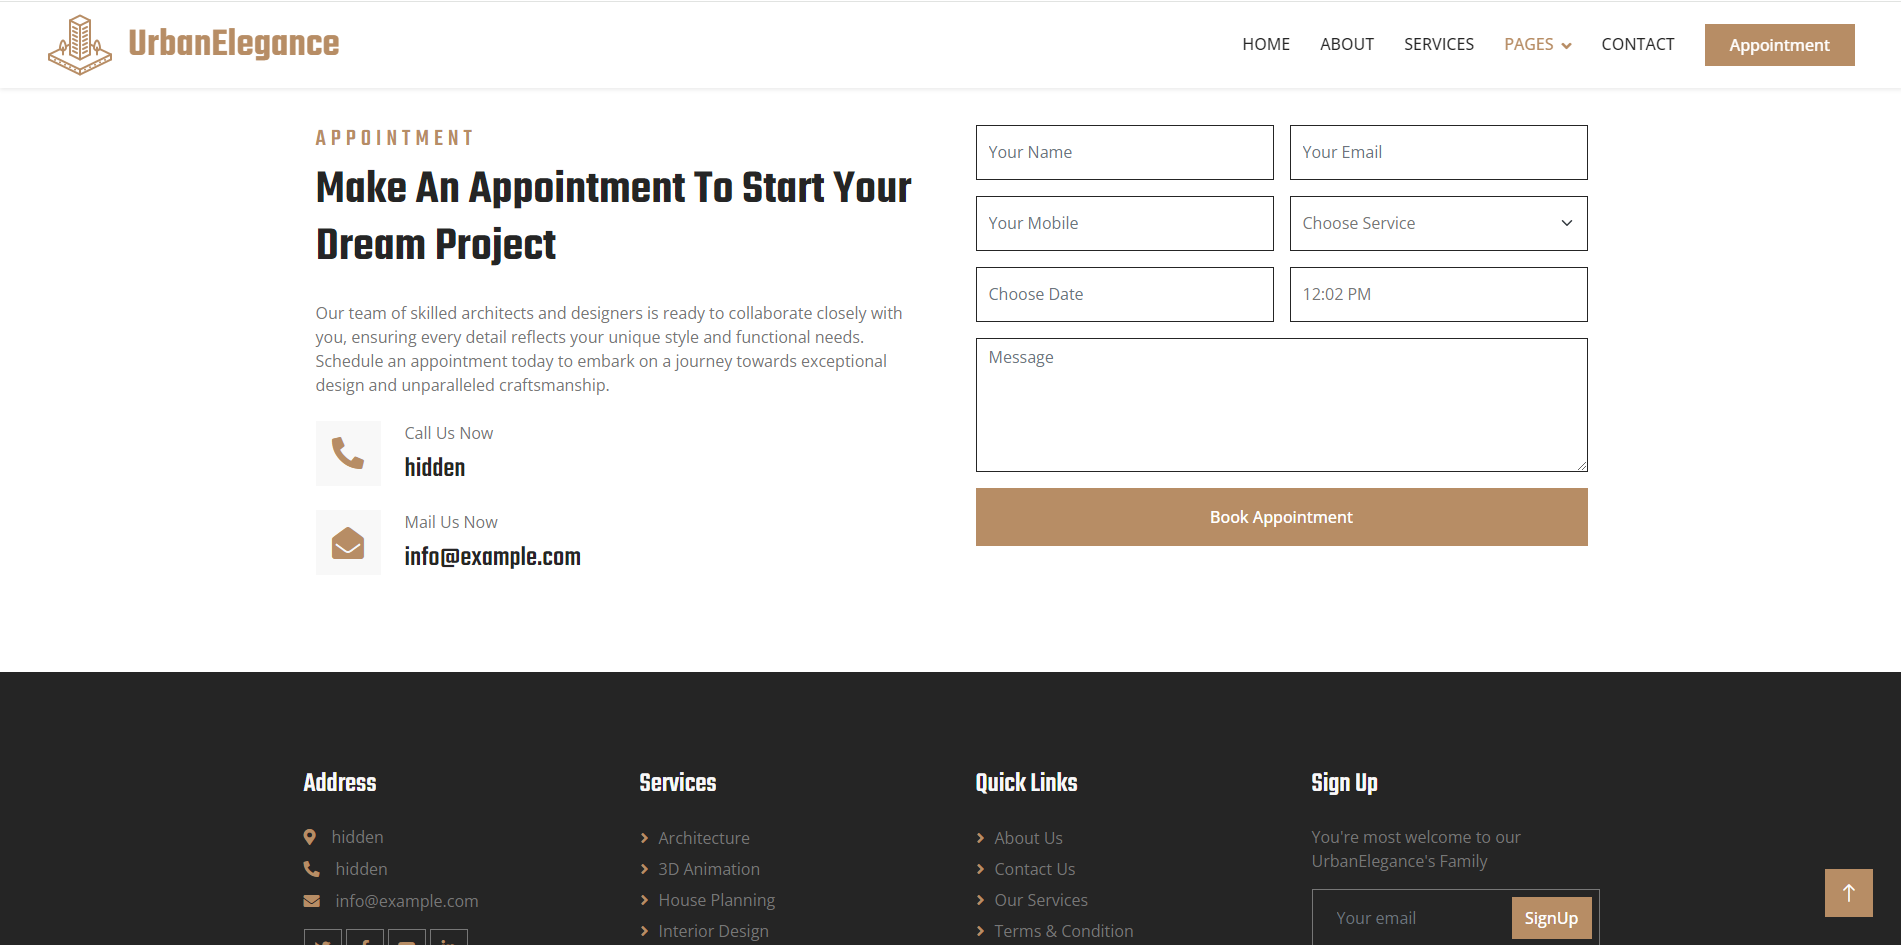 UrbanElegance
HOME ABOUT SERVICES PAGES CONTACT Appointment
APPOINTMENT
Make An Appointment To Start Your
Dream Project
Our team of skilled architects and designers is ready to collaborate closely with
you, ensuring every detail reflects your unique style and functional needs.
Schedule an appointment today to embark on a journey towards exceptional
design and unparalleled craftsmanship.
Call Us Now
hidden
Mail Us Now
info@example.com
Your Name
Your Email
Your Mobile
Choose Service
Choose Date
12:02 PM
Message
Book Appointment
Address
hidden
hidden
info@example.com
Services
Architecture
3D Animation
House Planning
Interior Design
Quick Links
About Us
Contact Us
Our Services
Terms & Condition
Sign Up
You're most welcome to our
UrbanElegance's Family
Your email
SignUp